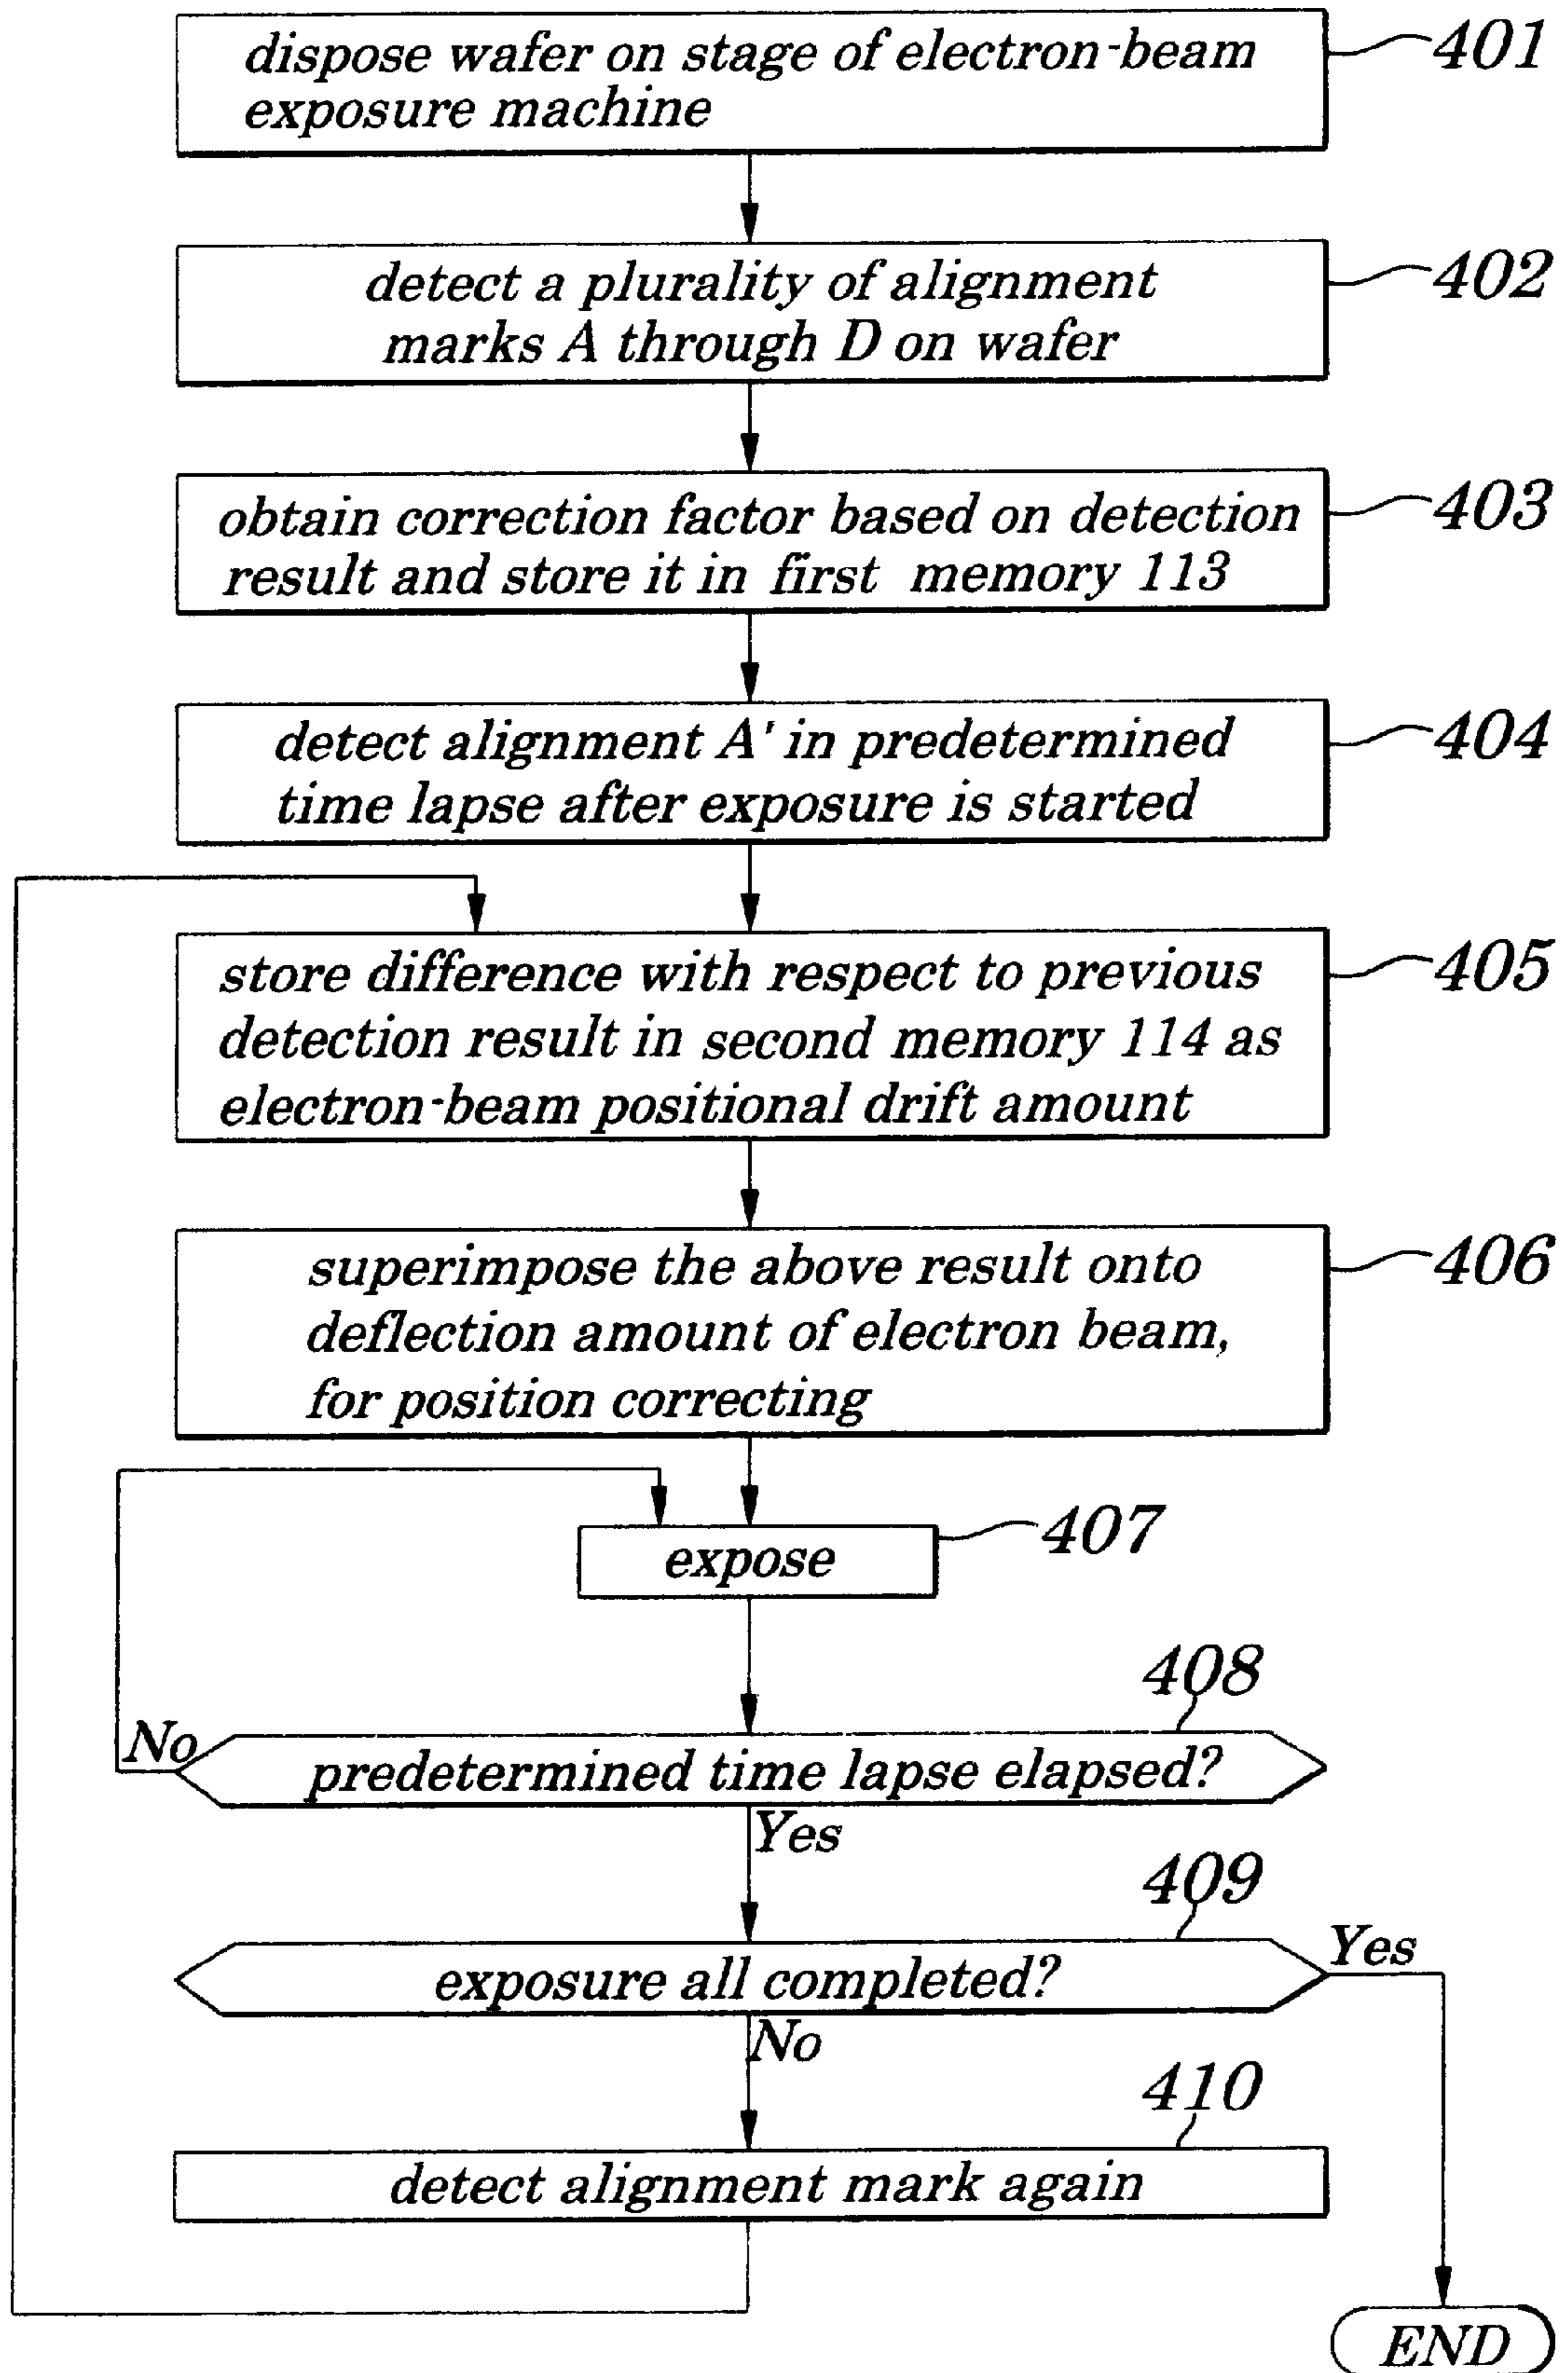 dispose wafer on stage of electron-beam
exposure machine
401
detect a plurality of alignment
marks A through D on wafer
402
obtain correction factor based on detection
result and store it in first memory 113
403
detect alignment A' in predetermined
time lapse after exposure is started
404
store difference with respect to previous
detection result in second memory 114 as
electron-beam positional drift amount
405
superimpose the above result onto
deflection amount of electron beam,
for position correcting
406
expose
407
408
No
predetermined time lapse elapsed?
Yes
409
exposure all completed?
Yes
No
410
detect alignment mark again
END